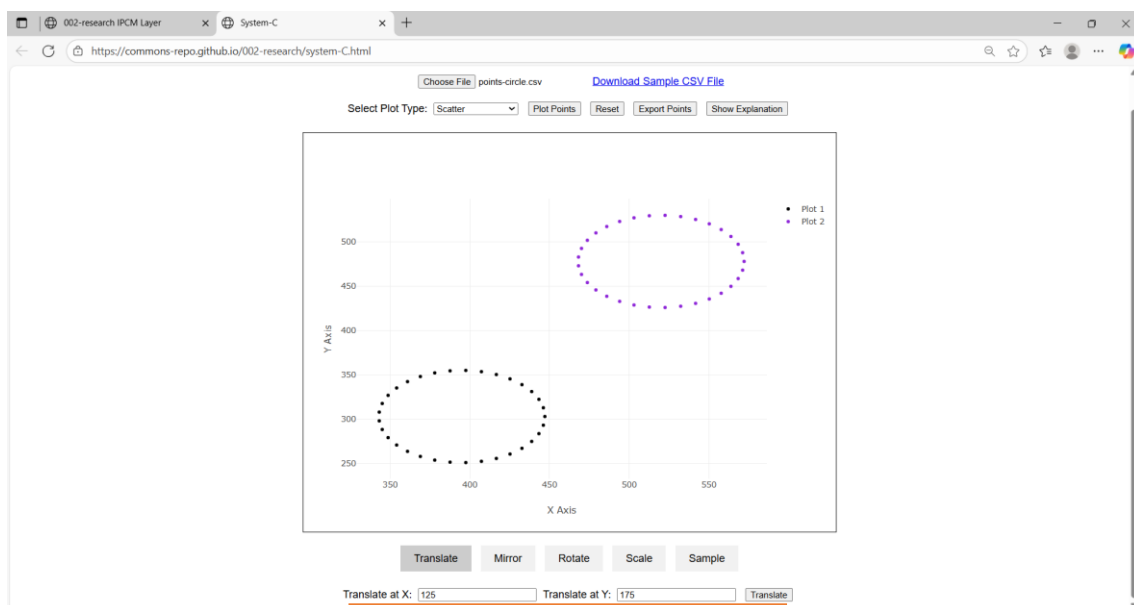 002-research IPCM Layer
System-C
https://commons-repo.github.io/002-research/system-C.html
Choose File points-circle.csv Download Sample CSV File
Select Plot Type: Scatter Plot Points Reset Export Points Show Explanation
Plot 1
Plot 2
500
450
400
350
300
250
Y Axis
350 400 450 500 550
X Axis
Translate Mirror Rotate Scale Sample
Translate at X: 125 Translate at Y: 175 Translate